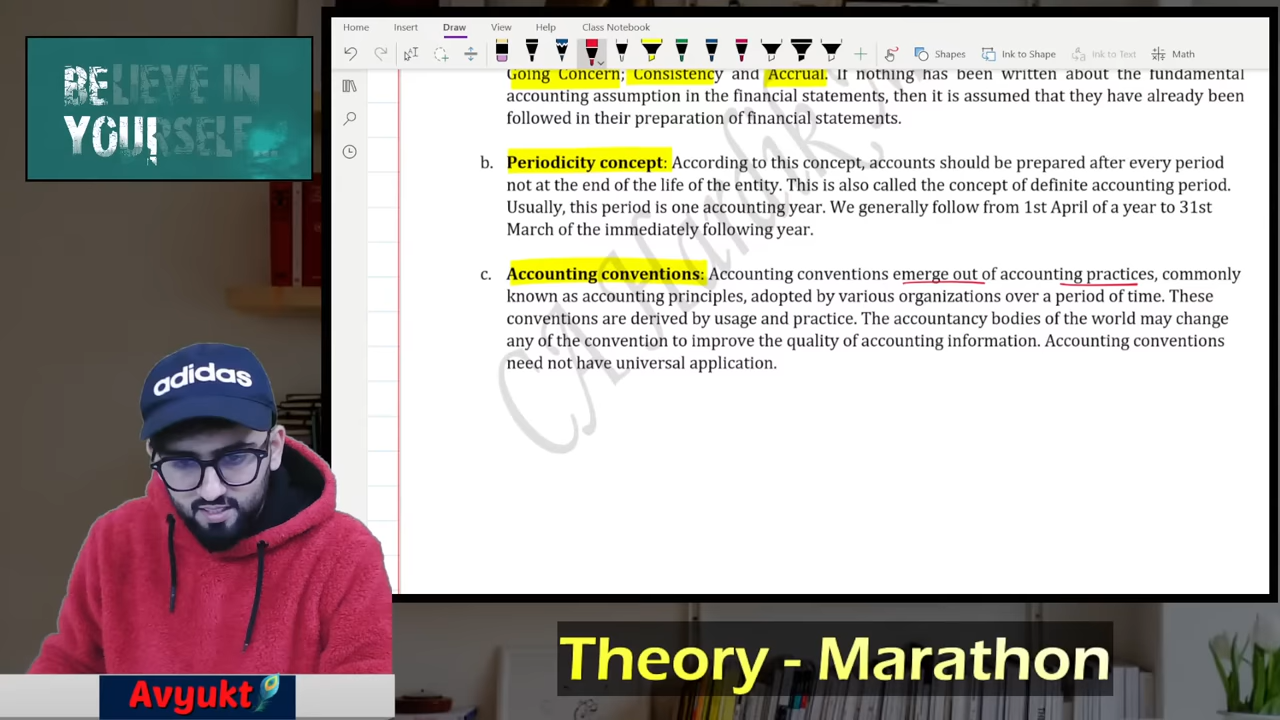 Home Insert Draw View Help Class Notebook
Shapes Ink to Shape Ink to Text Math
BELIEVE IN
YOURSELF...
Going Concern; Consistency and Accrual. If nothing has been written about the fundamental
accounting assumption in the financial statements, then it is assumed that they have already been
followed in their preparation of financial statements.
b. Periodicity concept: According to this concept, accounts should be prepared after every period
not at the end of the life of the entity. This is also called the concept of definite accounting period.
Usually, this period is one accounting year. We generally follow from 1st April of a year to 31st
March of the immediately following year.
c. Accounting conventions: Accounting conventions emerge out of accounting practices, commonly
known as accounting principles, adopted by various organizations over a period of time. These
conventions are derived by usage and practice. The accountancy bodies of the world may change
any of the convention to improve the quality of accounting information. Accounting conventions
need not have universal application.
CA Hardik
adidas
Theory - Marathon
Avyukt